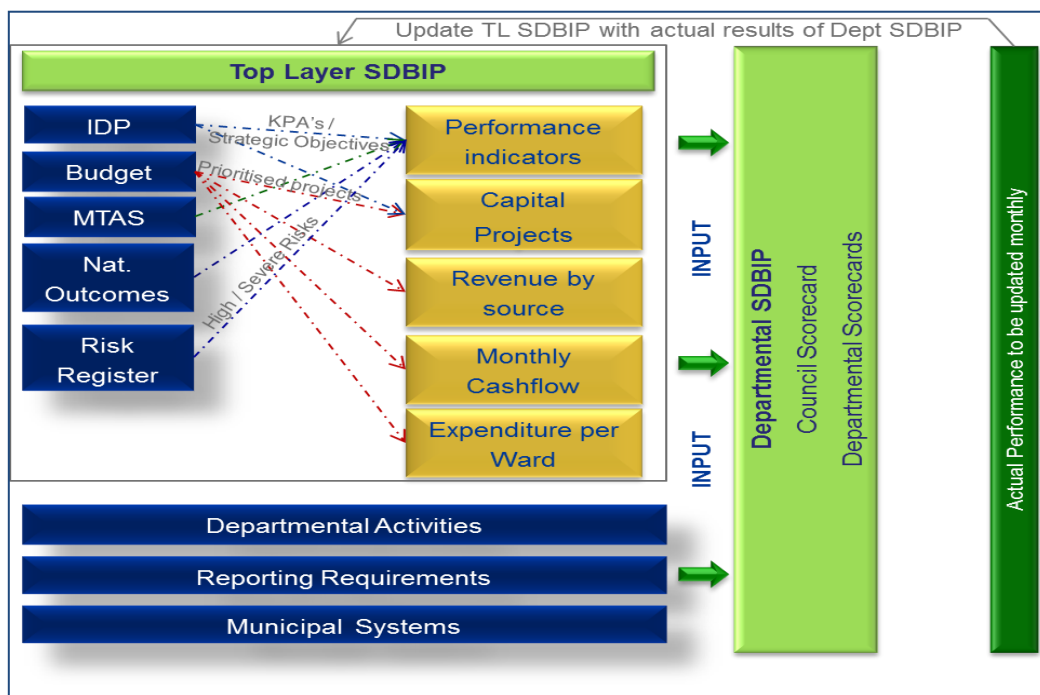 Update TL SDBIP with actual results of Dept SDBIP
Top Layer SDBIP
IDP
Budget
MTAS
Nat.
Outcomes
Risk
Register
KPA's /
Strategic Objectives
Prioritised projects
High / Severe Risks
Performance
indicators
Capital
Projects
Revenue by
source
Monthly
Cashflow
Expenditure per
Ward
INPUT
INPUT
Departmental SDBIP
Council Scorecard
Departmental Scorecards
Actual Performance to be updated monthly
Departmental Activities
Reporting Requirements
Municipal Systems